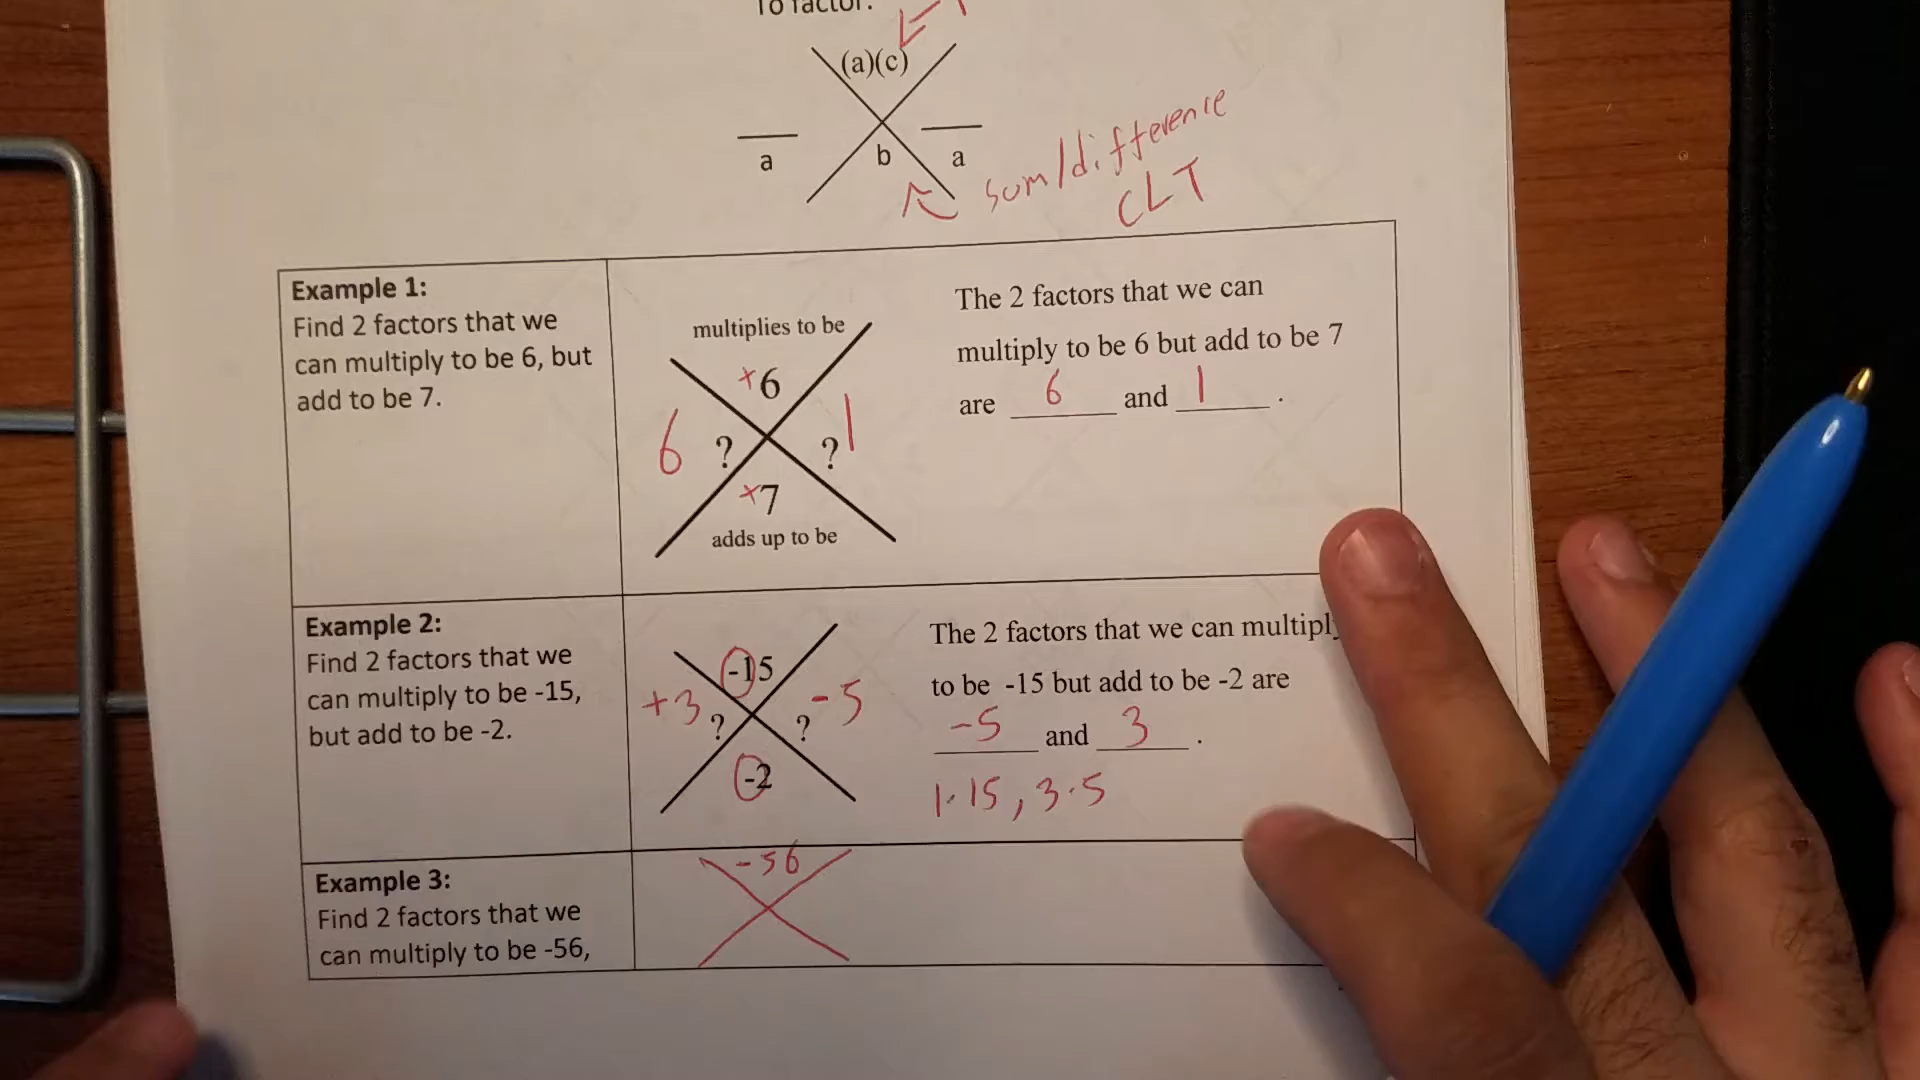 To factor:
(a)(c)
a b a
sum/difference
CLT
Example 1:
Find 2 factors that we
can multiply to be 6, but
add to be 7.
multiplies to be
+6
6 ? ? 1
+7
adds up to be
The 2 factors that we can
multiply to be 6 but add to be 7
are 6 and 1 .
Example 2:
Find 2 factors that we
can multiply to be -15,
but add to be -2.
-15
+3 ? ? -5
-2
The 2 factors that we can multiply
to be -15 but add to be -2 are
-5 and 3 .
1·15, 3·5
Example 3:
Find 2 factors that we
can multiply to be -56,
-56